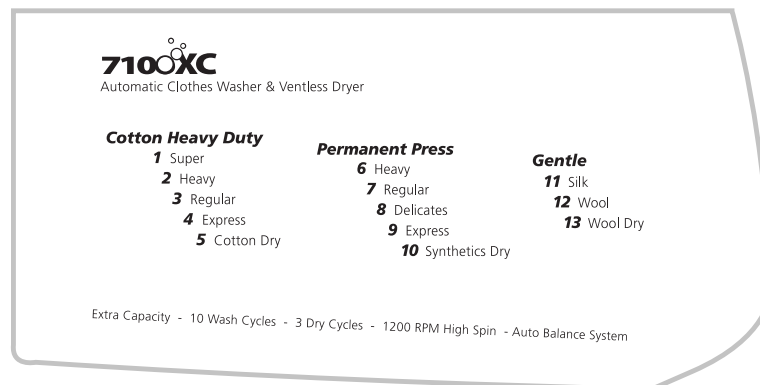 7100XC
Automatic Clothes Washer & Ventless Dryer
Cotton Heavy Duty
1 Super
2 Heavy
3 Regular
4 Express
5 Cotton Dry
Permanent Press
6 Heavy
7 Regular
8 Delicates
9 Express
10 Synthetics Dry
Gentle
11 Silk
12 Wool
13 Wool Dry
Extra Capacity - 10 Wash Cycles - 3 Dry Cycles - 1200 RPM High Spin - Auto Balance System